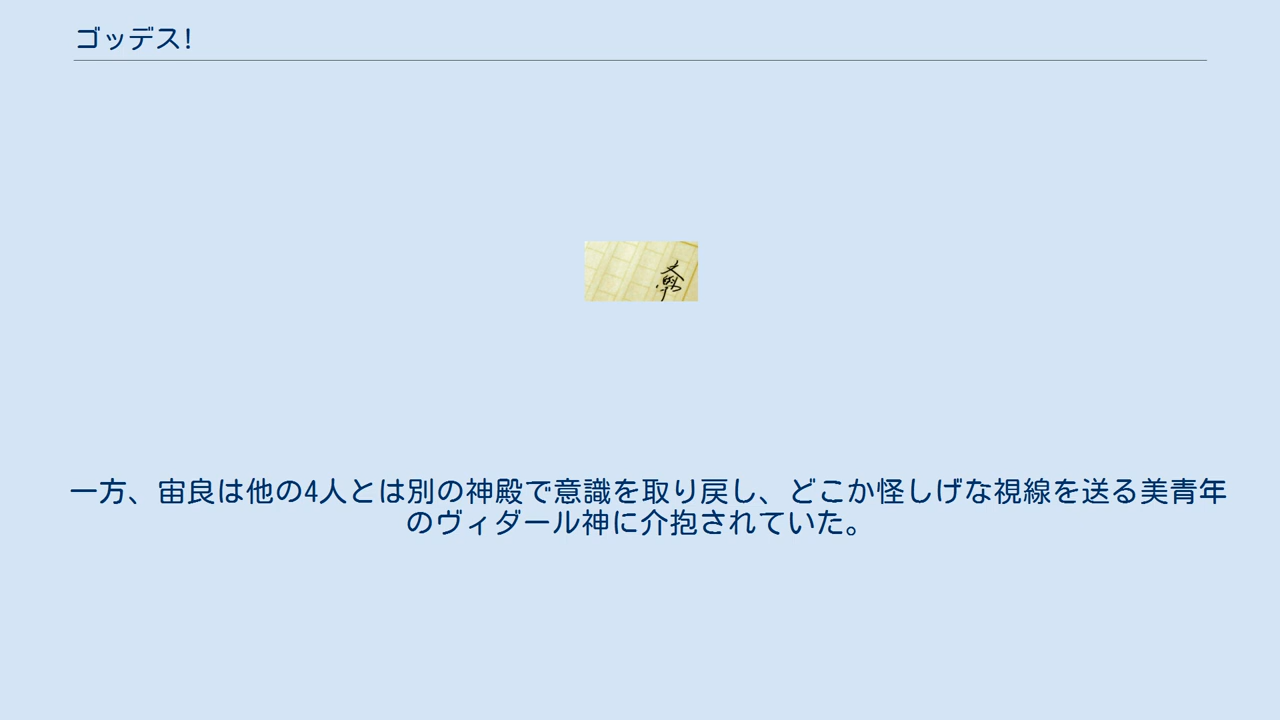 ゴッデス!
一方、宙良は他の4人とは別の神殿で意識を取り戻し、どこか怪しげな視線を送る美青年
のヴィダール神に介抱されていた。